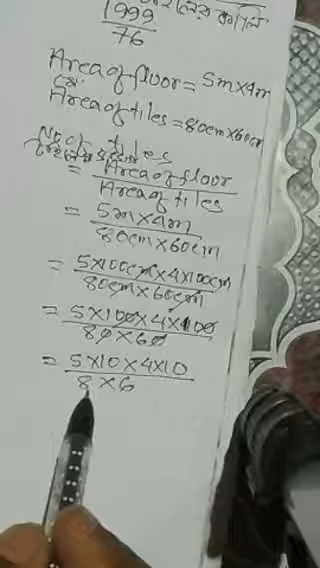 1999
76
Area of floor = 5m×4m
Area of tiles = 80cm×60cm
No of tiles
= Area of floor / Area of tiles
= 5m×4m / 80cm×60cm
= 5×100cm×4×100cm / 80cm×60cm
= 5×100×4×100 / 80×60
= 5×10×4×10 / 8×6